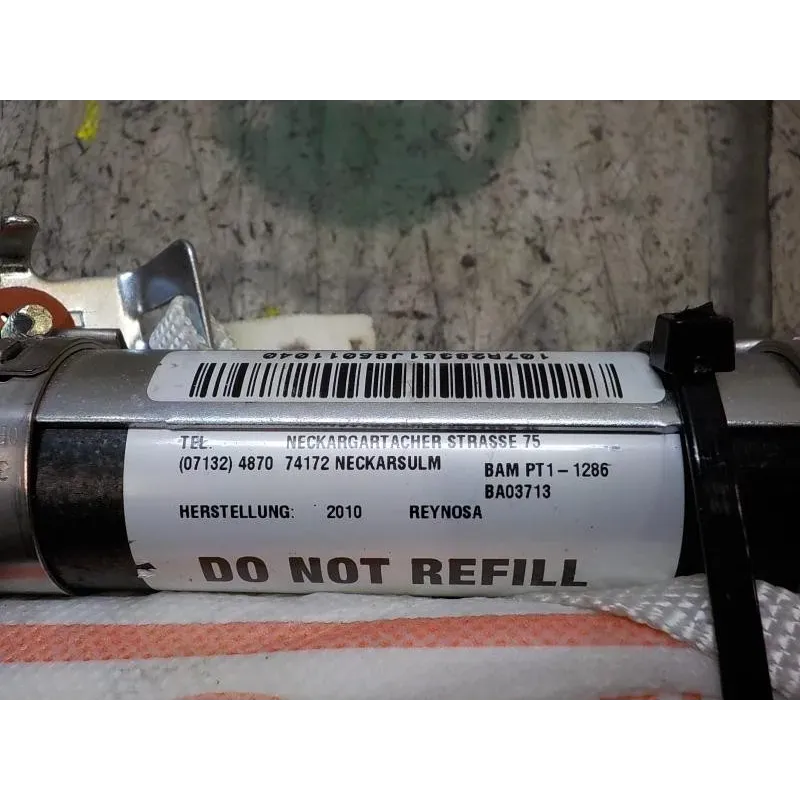 TEL. NECKARGARTACHER STRASSE 75
(07132) 4870 74172 NECKARSULM
BAM PT1-1286
BA03713
HERSTELLUNG: 2010 REYNOSA
DO NOT REFILL